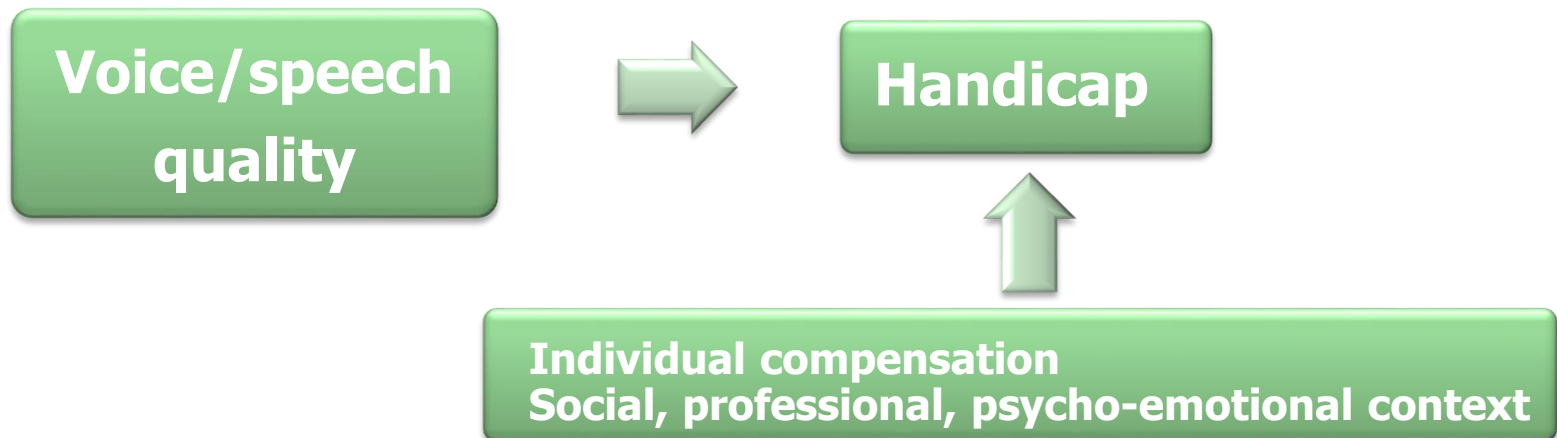 Voice/speech
quality
Handicap
Individual compensation
Social, professional, psycho-emotional context